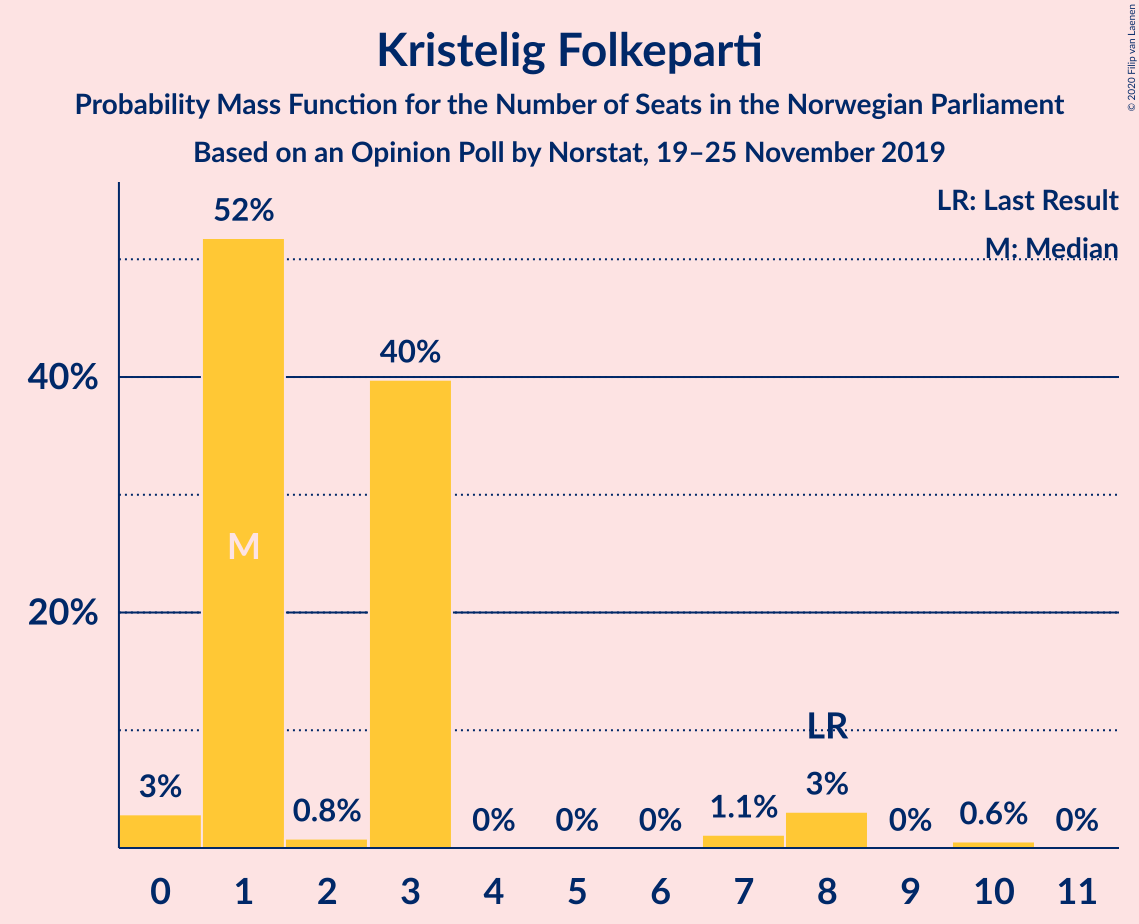 Kristelig Folkeparti
Probability Mass Function for the Number of Seats in the Norwegian Parliament
Based on an Opinion Poll by Norstat, 19–25 November 2019
© 2020 Filip van Laenen
LR: Last Result
M: Median
52%
40%
40%
M
20%
LR
3%
0.8%
0%
0%
0%
1.1%
3%
0%
0.6%
0%
0 1 2 3 4 5 6 7 8 9 10 11